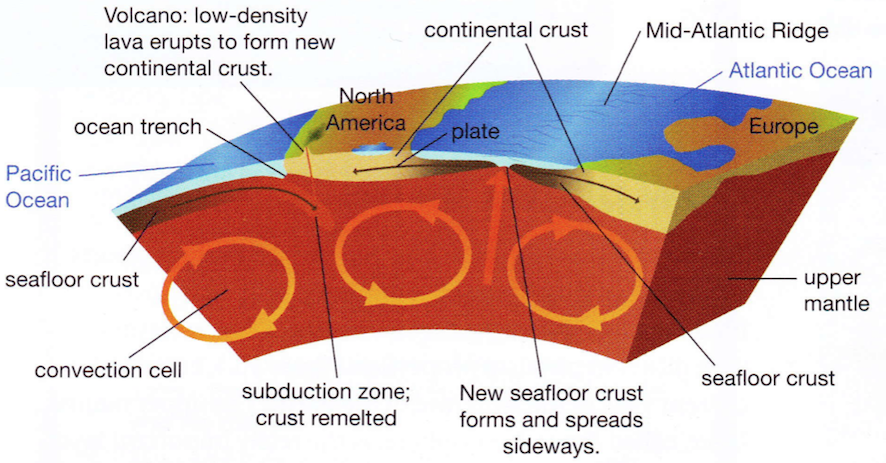 Volcano: low-density
lava erupts to form new
continental crust.
continental crust
Mid-Atlantic Ridge
Atlantic Ocean
North
America
ocean trench
plate
Europe
Pacific
Ocean
seafloor crust
upper
mantle
convection cell
subduction zone;
crust remelted
New seafloor crust
forms and spreads
sideways.
seafloor crust